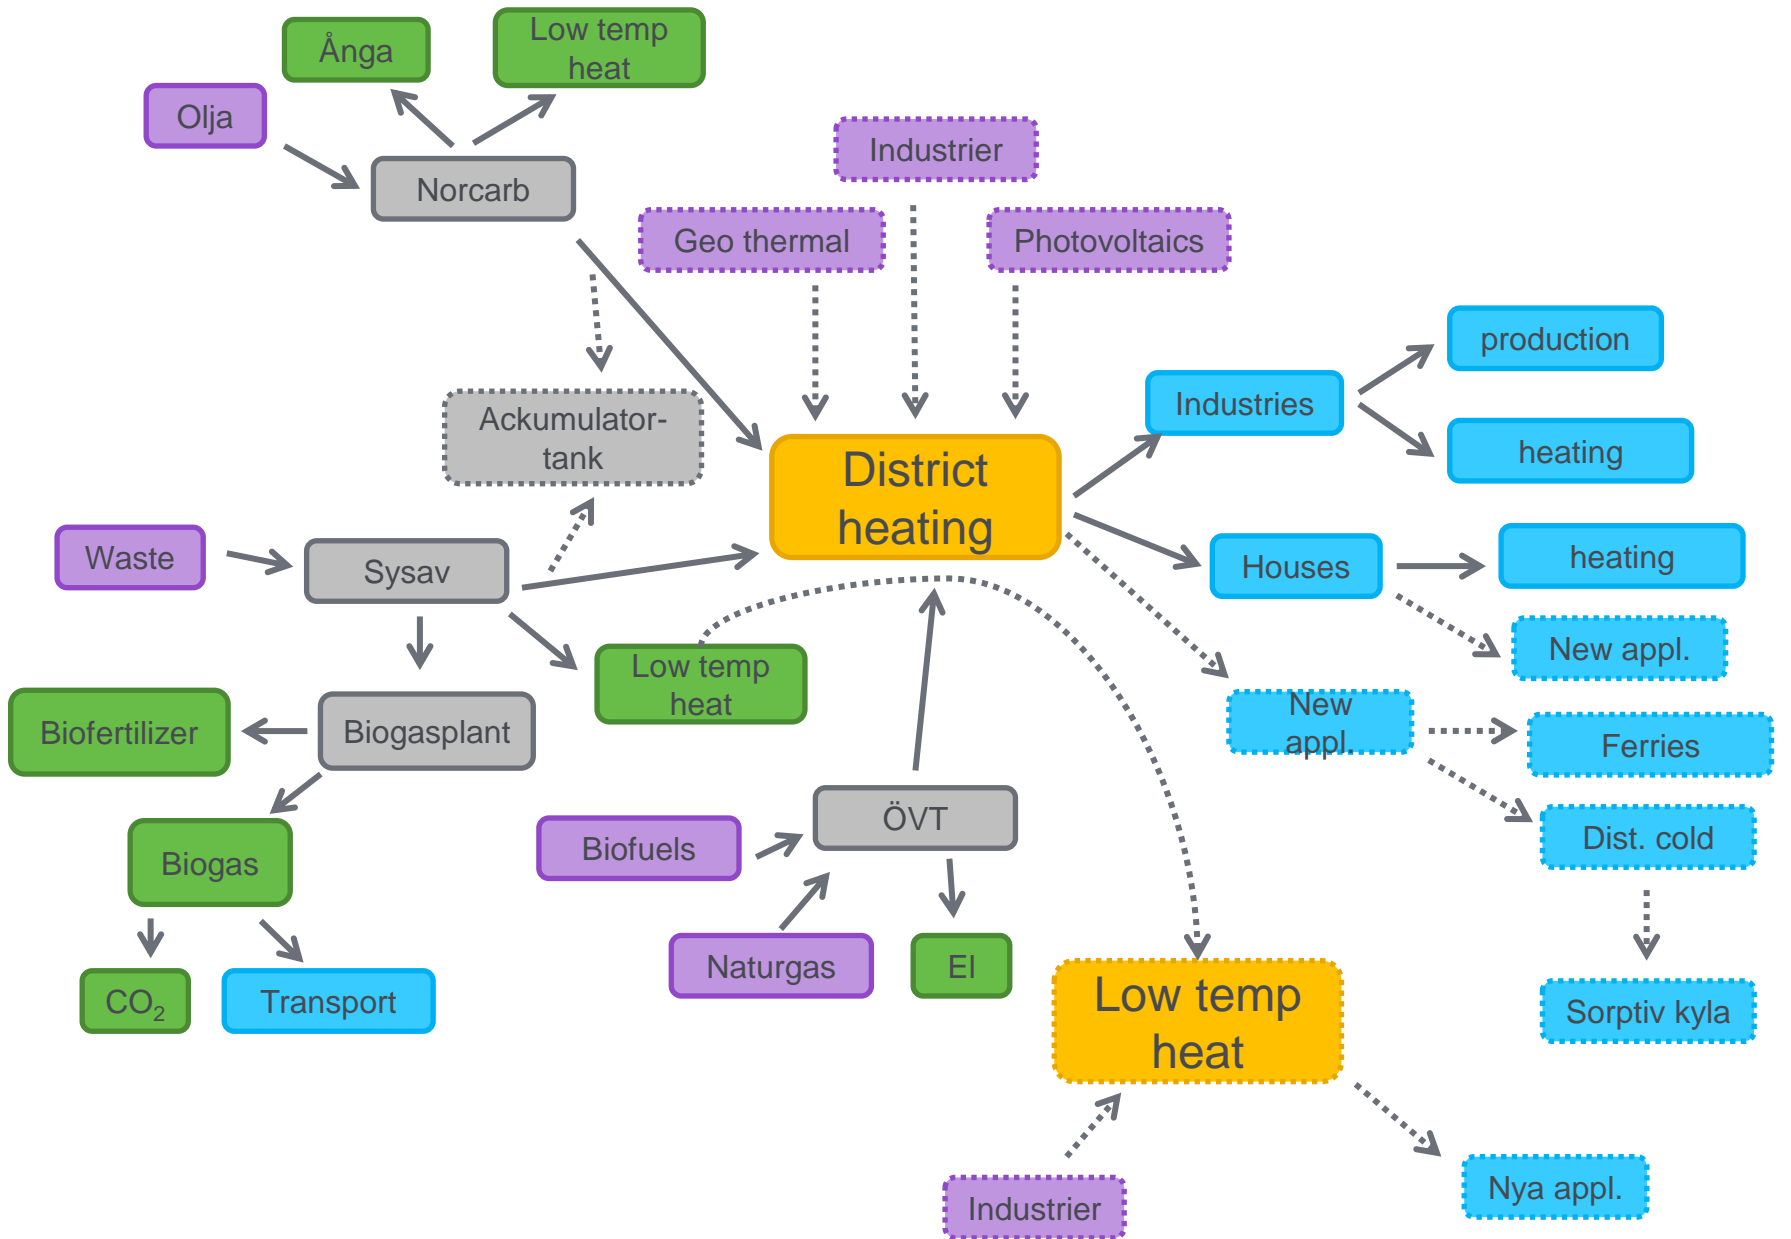 Ånga
Low temp
heat
Olja
Industrier
Norcarb
Geo thermal
Photovoltaics
production
Industries
Ackumulator-
tank
heating
District
heating
Waste
Sysav
Houses
heating
New appl.
Low temp
heat
New
appl.
Biofertilizer
Biogasplant
Ferries
ÖVT
Biofuels
Dist. cold
Biogas
Naturgas
El
CO₂
Transport
Low temp
heat
Sorptiv kyla
Nya appl.
Industrier